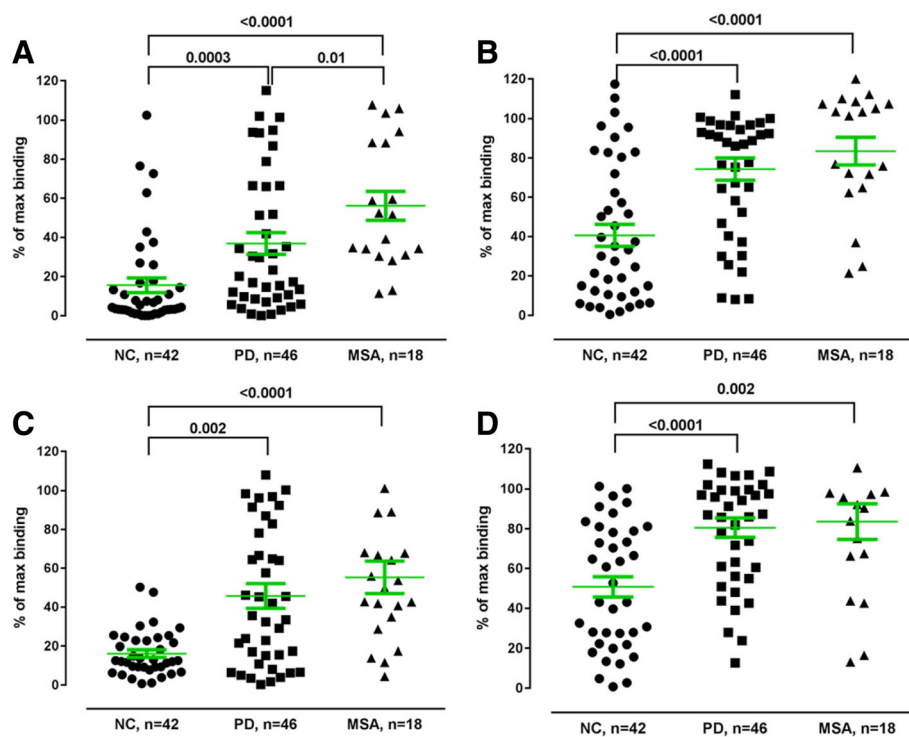 A
<0.0001
0.0003
0.01
% of max binding
120
100
80
60
40
20
0
NC, n=42
PD, n=46
MSA, n=18
B
<0.0001
<0.0001
% of max binding
120
100
80
60
40
20
0
NC, n=42
PD, n=46
MSA, n=18
C
<0.0001
0.002
% of max binding
120
100
80
60
40
20
0
NC, n=42
PD, n=46
MSA, n=18
D
0.002
<0.0001
% of max binding
120
100
80
60
40
20
0
NC, n=42
PD, n=46
MSA, n=18